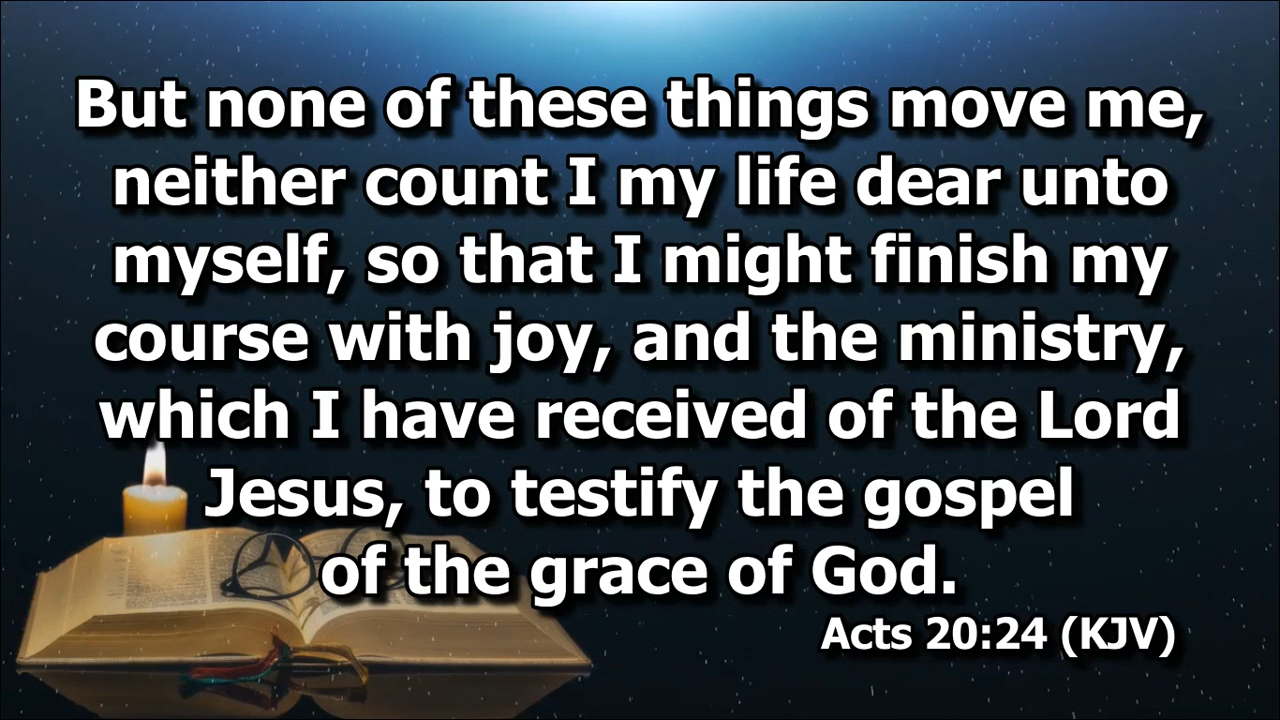 But none of these things move me,
neither count I my life dear unto
myself, so that I might finish my
course with joy, and the ministry,
which I have received of the Lord
Jesus, to testify the gospel
of the grace of God.
Acts 20:24 (KJV)